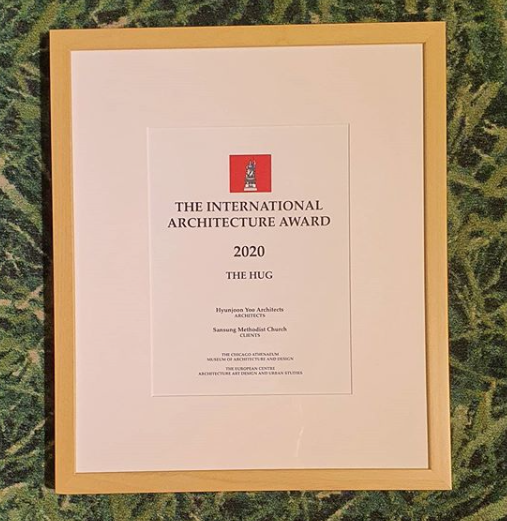 THE INTERNATIONAL
ARCHITECTURE AWARD
2020
THE HUG
Hyunjoon Yoo Architects
ARCHITECTS
Sansung Methodist Church
CLIENTS
THE CHICAGO ATHENAEUM
MUSEUM OF ARCHITECTURE AND DESIGN
THE EUROPEAN CENTRE
ARCHITECTURE ART DESIGN AND URBAN STUDIES